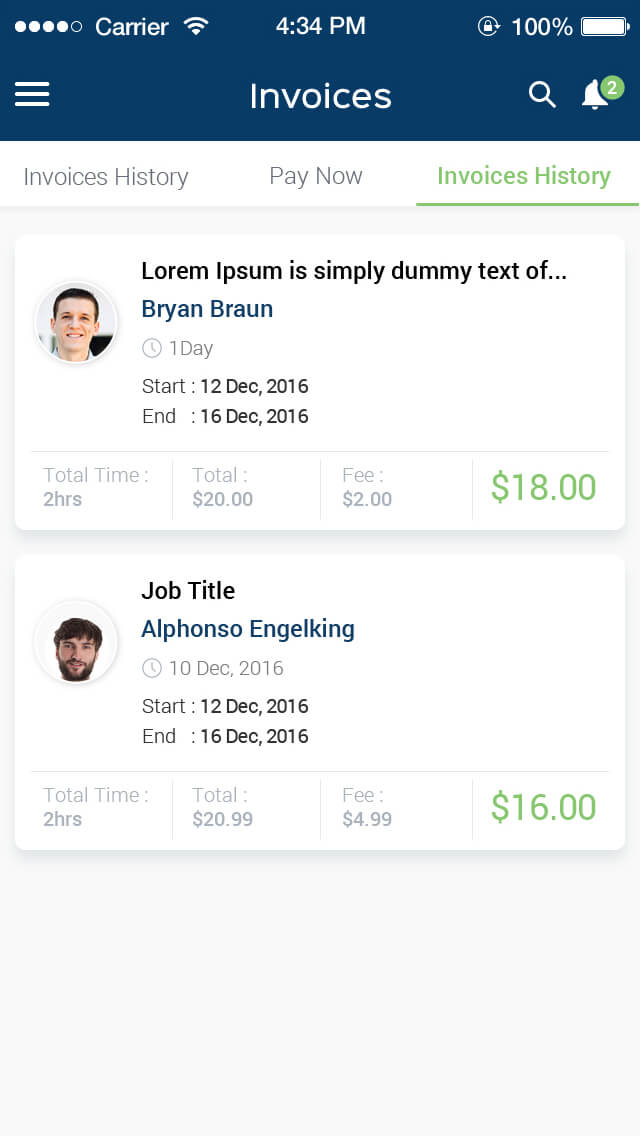 Carrier 4:34 PM 100%
Invoices 2
Invoices History Pay Now Invoices History
Lorem Ipsum is simply dummy text of...
Bryan Braun
1Day
Start : 12 Dec, 2016
End : 16 Dec, 2016
Total Time : Total : Fee :
2hrs $20.00 $2.00 $18.00
Job Title
Alphonso Engelking
10 Dec, 2016
Start : 12 Dec, 2016
End : 16 Dec, 2016
Total Time : Total : Fee :
2hrs $20.99 $4.99 $16.00